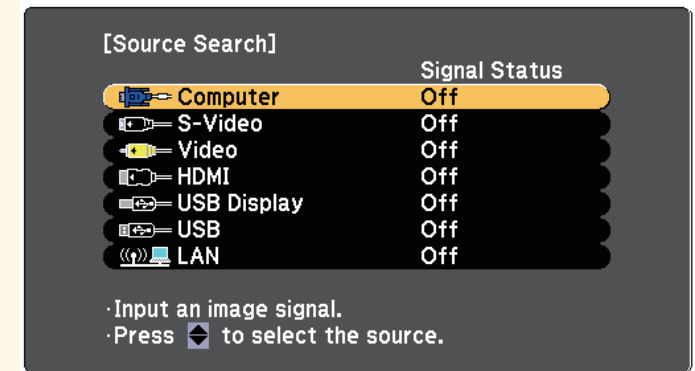 [Source Search]
Signal Status
Computer Off
S-Video Off
Video Off
HDMI Off
USB Display Off
USB Off
LAN Off
·Input an image signal.
·Press to select the source.